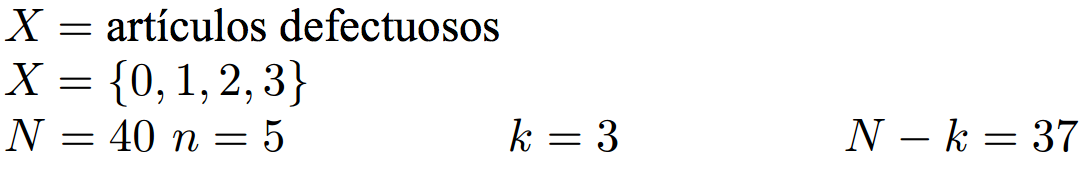 X = artículos defectuosos
X = {0, 1, 2, 3}
N = 40 n = 5 k = 3 N − k = 37